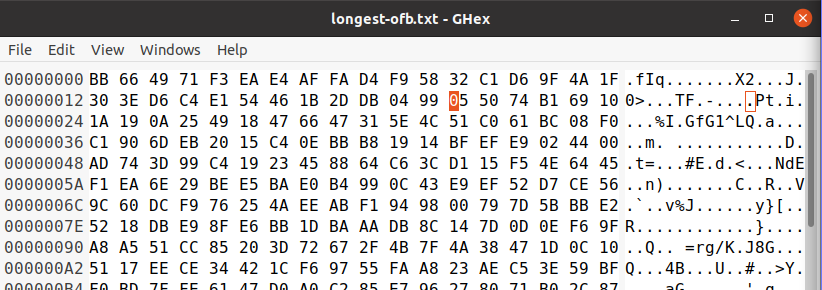 longest-ofb.txt - GHex
File Edit View Windows Help
00000000 BB 66 49 71 F3 EA E4 AF FA D4 F9 58 32 C1 D6 9F 4A 1F .fIq.......X2...J.
00000012 30 3E D6 C4 E1 54 46 1B 2D DB 04 99 05 50 74 B1 69 10 0>...TF.-....Pt.i.
00000024 1A 19 0A 25 49 18 47 66 47 31 5E 4C 51 C0 61 BC 08 F0 ...%I.GfG1^LQ.a...
00000036 C1 90 6D EB 20 15 C4 0E BB B8 19 14 BF EF E9 02 44 00 ..m. ...........D.
00000048 AD 74 3D 99 C4 19 23 45 88 64 C6 3C D1 15 F5 4E 64 45 .t=...#E.d.<...NdE
0000005A F1 EA 6E 29 BE E5 BA E0 B4 99 0C 43 E9 EF 52 D7 CE 56 ..n).......C..R..V
0000006C 9C 60 DC F9 76 25 4A EE AB F1 94 98 00 79 7D 5B BB E2 .`..v%J......y}[..
0000007E 52 18 DB E9 8F E6 BB 1D BA AA DB 8C 14 7D 0D 0E F6 9F R............}....
00000090 A8 A5 51 CC 85 20 3D 72 67 2F 4B 7F 4A 38 47 1D 0C 10 ..Q.. =rg/K.J8G...
000000A2 51 17 EE CE 34 42 1C F6 97 55 FA A8 23 AE C5 3E 59 BF Q...4B...U..#..>Y.